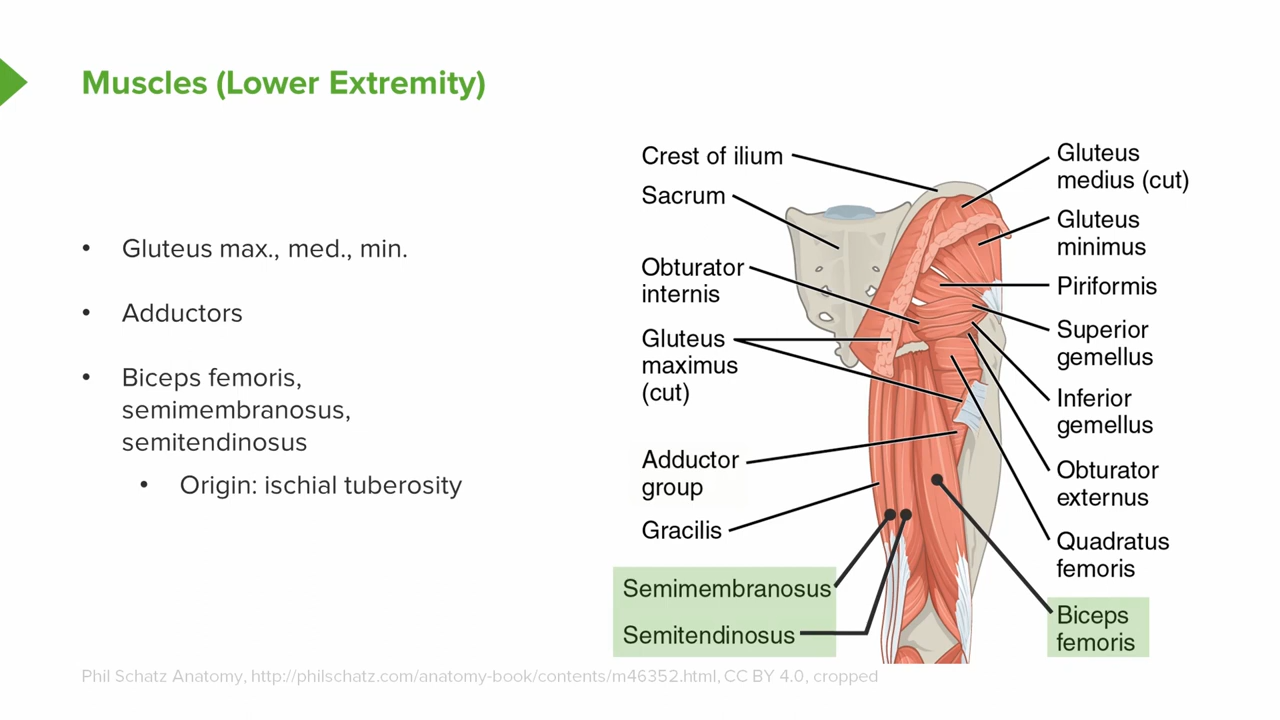 Muscles (Lower Extremity)
• Gluteus max., med., min.
• Adductors
• Biceps femoris,
semimembranosus,
semitendinosus
• Origin: ischial tuberosity
Crest of ilium
Sacrum
Obturator
internis
Gluteus
maximus
(cut)
Adductor
group
Gracilis
Semimembranosus
Semitendinosus
Gluteus
medius (cut)
Gluteus
minimus
Piriformis
Superior
gemellus
Inferior
gemellus
Obturator
externus
Quadratus
femoris
Biceps
femoris
Phil Schatz Anatomy, http://philschatz.com/anatomy-book/contents/m46352.html, CC BY 4.0, cropped